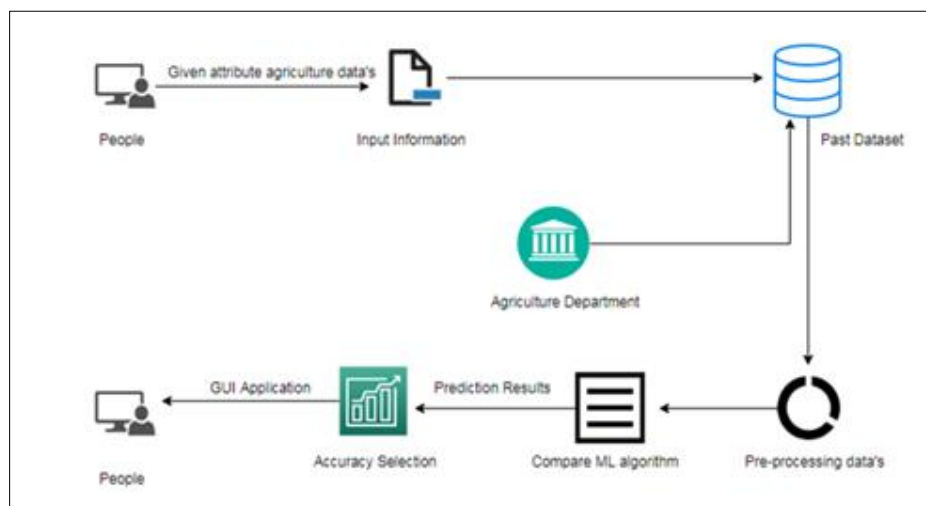 Given attribute agriculture data's
People
Input Information
Past Dataset
Agriculture Department
GUI Application
Prediction Results
People
Accuracy Selection
Compare ML algorithm
Pre-processing data's